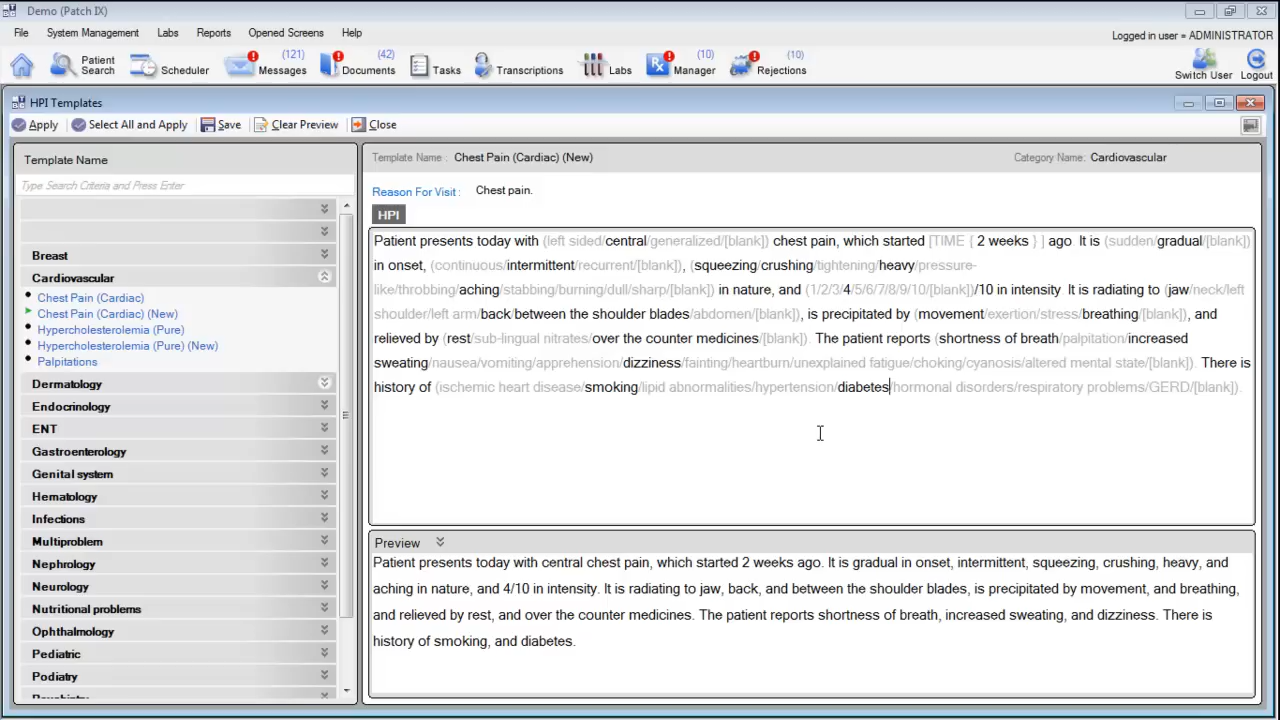 Demo (Patch IX)
File System Management Labs Reports Opened Screens Help
Logged in user = ADMINISTRATOR
Patient Search
Scheduler
(121) Messages
(42) Documents
Tasks
Transcriptions
Labs
(10) Manager
(10) Rejections
Switch User
Logout
HPI Templates
Apply Select All and Apply Save Clear Preview Close
Template Name
Type Search Criteria and Press Enter
Breast
Cardiovascular
Chest Pain (Cardiac)
Chest Pain (Cardiac) (New)
Hypercholesterolemia (Pure)
Hypercholesterolemia (Pure) (New)
Palpitations
Dermatology
Endocrinology
ENT
Gastroenterology
Genital system
Hematology
Infections
Multiproblem
Nephrology
Neurology
Nutritional problems
Ophthalmology
Pediatric
Podiatry
Template Name : Chest Pain (Cardiac) (New) Category Name: Cardiovascular
Reason For Visit : Chest pain.
HPI
Patient presents today with (left sided/central/generalized/[blank]) chest pain, which started [TIME { 2 weeks } ] ago. It is (sudden/gradual/[blank])
in onset, (continuous/intermittent/recurrent/[blank]), (squeezing/crushing/tightening/heavy/pressure-
like/throbbing/aching/stabbing/burning/dull/sharp/[blank]) in nature, and (1/2/3/4/5/6/7/8/9/10/[blank])/10 in intensity. It is radiating to (jaw/neck/left
shoulder/left arm/back/between the shoulder blades/abdomen/[blank]), is precipitated by (movement/exertion/stress/breathing/[blank]), and
relieved by (rest/sub-lingual nitrates/over the counter medicines/[blank]). The patient reports (shortness of breath/palpitation/increased
sweating/nausea/vomiting/apprehension/dizziness/fainting/heartburn/unexplained fatigue/choking/cyanosis/altered mental state/[blank]). There is
history of (ischemic heart disease/smoking/lipid abnormalities/hypertension/diabetes/hormonal disorders/respiratory problems/GERD/[blank]).
Preview
Patient presents today with central chest pain, which started 2 weeks ago. It is gradual in onset, intermittent, squeezing, crushing, heavy, and
aching in nature, and 4/10 in intensity. It is radiating to jaw, back, and between the shoulder blades, is precipitated by movement, and breathing,
and relieved by rest, and over the counter medicines. The patient reports shortness of breath, increased sweating, and dizziness. There is
history of smoking, and diabetes.